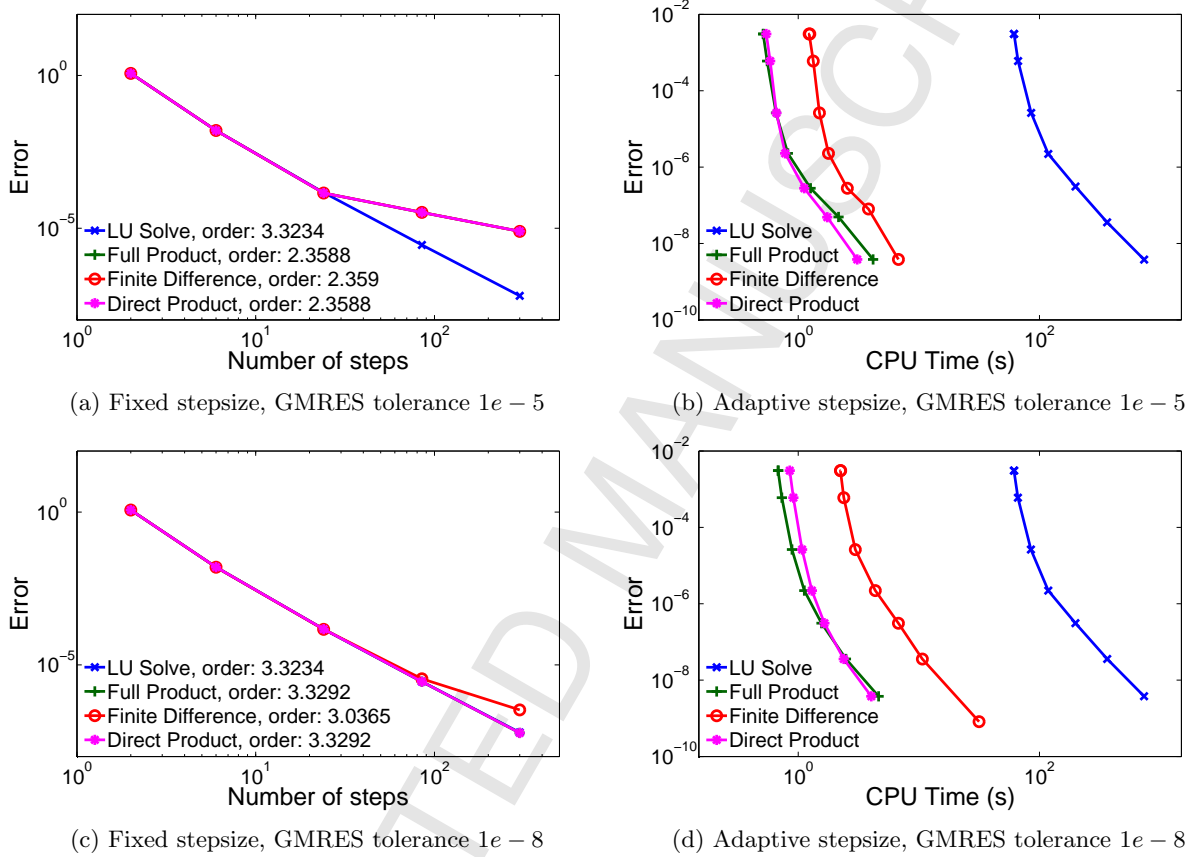 10^0
10^-5
Error
LU Solve, order: 3.3234
Full Product, order: 2.3588
Finite Difference, order: 2.359
Direct Product, order: 2.3588
10^0
10^1
10^2
Number of steps
(a) Fixed stepsize, GMRES tolerance 1e − 5
10^-2
10^-4
10^-6
10^-8
10^-10
Error
LU Solve
Full Product
Finite Difference
Direct Product
10^0
10^2
CPU Time (s)
(b) Adaptive stepsize, GMRES tolerance 1e − 5
10^0
10^-5
Error
LU Solve, order: 3.3234
Full Product, order: 3.3292
Finite Difference, order: 3.0365
Direct Product, order: 3.3292
10^0
10^1
10^2
Number of steps
(c) Fixed stepsize, GMRES tolerance 1e − 8
10^-2
10^-4
10^-6
10^-8
10^-10
Error
LU Solve
Full Product
Finite Difference
Direct Product
10^0
10^2
CPU Time (s)
(d) Adaptive stepsize, GMRES tolerance 1e − 8
TED MANUSCR